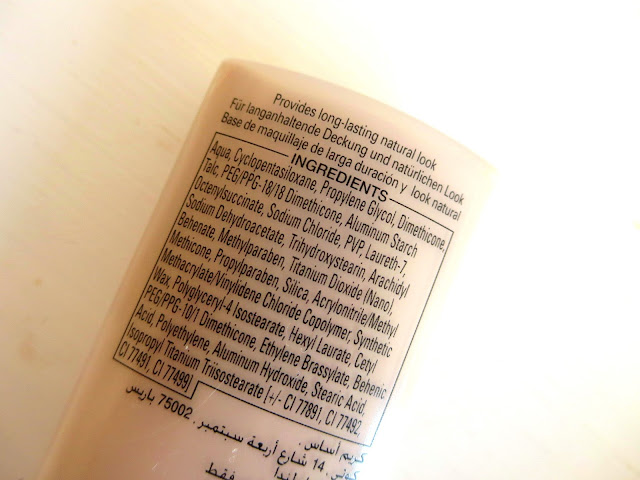 Provides long-lasting natural look
Für langanhaltende Deckung und natürlichen Look
Base de maquillaje de larga duración y look natural
INGREDIENTS
Aqua, Cyclopentasiloxane, Propylene Glycol, Dimethicone,
Talc, PEG/PPG-18/18 Dimethicone, Aluminum Starch
Octenylsuccinate, Sodium Chloride, PVP, Laureth-7,
Sodium Dehydroacetate, Trihydroxystearin, Arachidyl
Behenate, Methylparaben, Titanium Dioxide (Nano),
Methicone, Propylparaben, Silica, Acrylonitrile/Methyl
Methacrylate/Vinylidene Chloride Copolymer, Synthetic
Wax, Polyglyceryl-4 Isostearate, Hexyl Laurate, Cetyl
PEG/PPG-10/1 Dimethicone, Ethylene Brassylate, Behenic
Acid, Polyethylene, Aluminum Hydroxide, Stearic Acid,
Isopropyl Titanium Triisostearate [+/- CI 77891, CI 77492,
CI 77491, CI 77499]
كريم أساس .
كوتي . 14 شارع أربعة سبتمبر . 75002 باريس
فقط